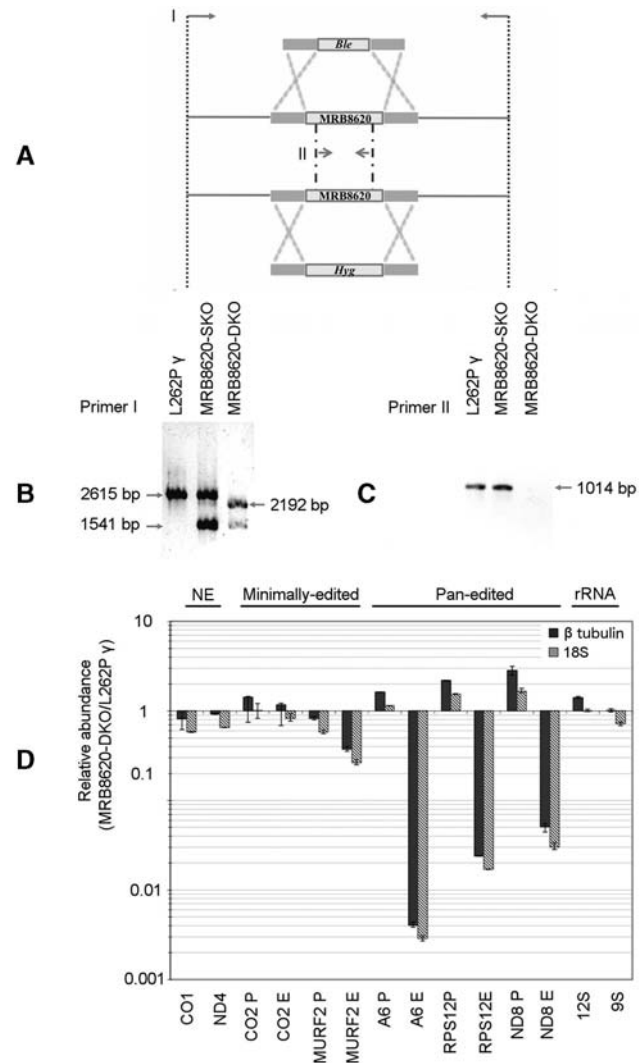 I
Ble
MRB8620
A
II
MRB8620
Hyg
L262P γ
MRB8620-SKO
MRB8620-DKO
L262P γ
MRB8620-SKO
MRB8620-DKO
Primer I
Primer II
B
2615 bp
2192 bp
1541 bp
C
1014 bp
NE
Minimally-edited
Pan-edited
rRNA
β tubulin
18S
D
Relative abundance
(MRB8620-DKO/L262P γ)
10
1
0.1
0.01
0.001
CO1
ND4
CO2 P
CO2 E
MURF2 P
MURF2 E
A6 P
A6 E
RPS12P
RPS12E
ND8 P
ND8 E
12S
9S